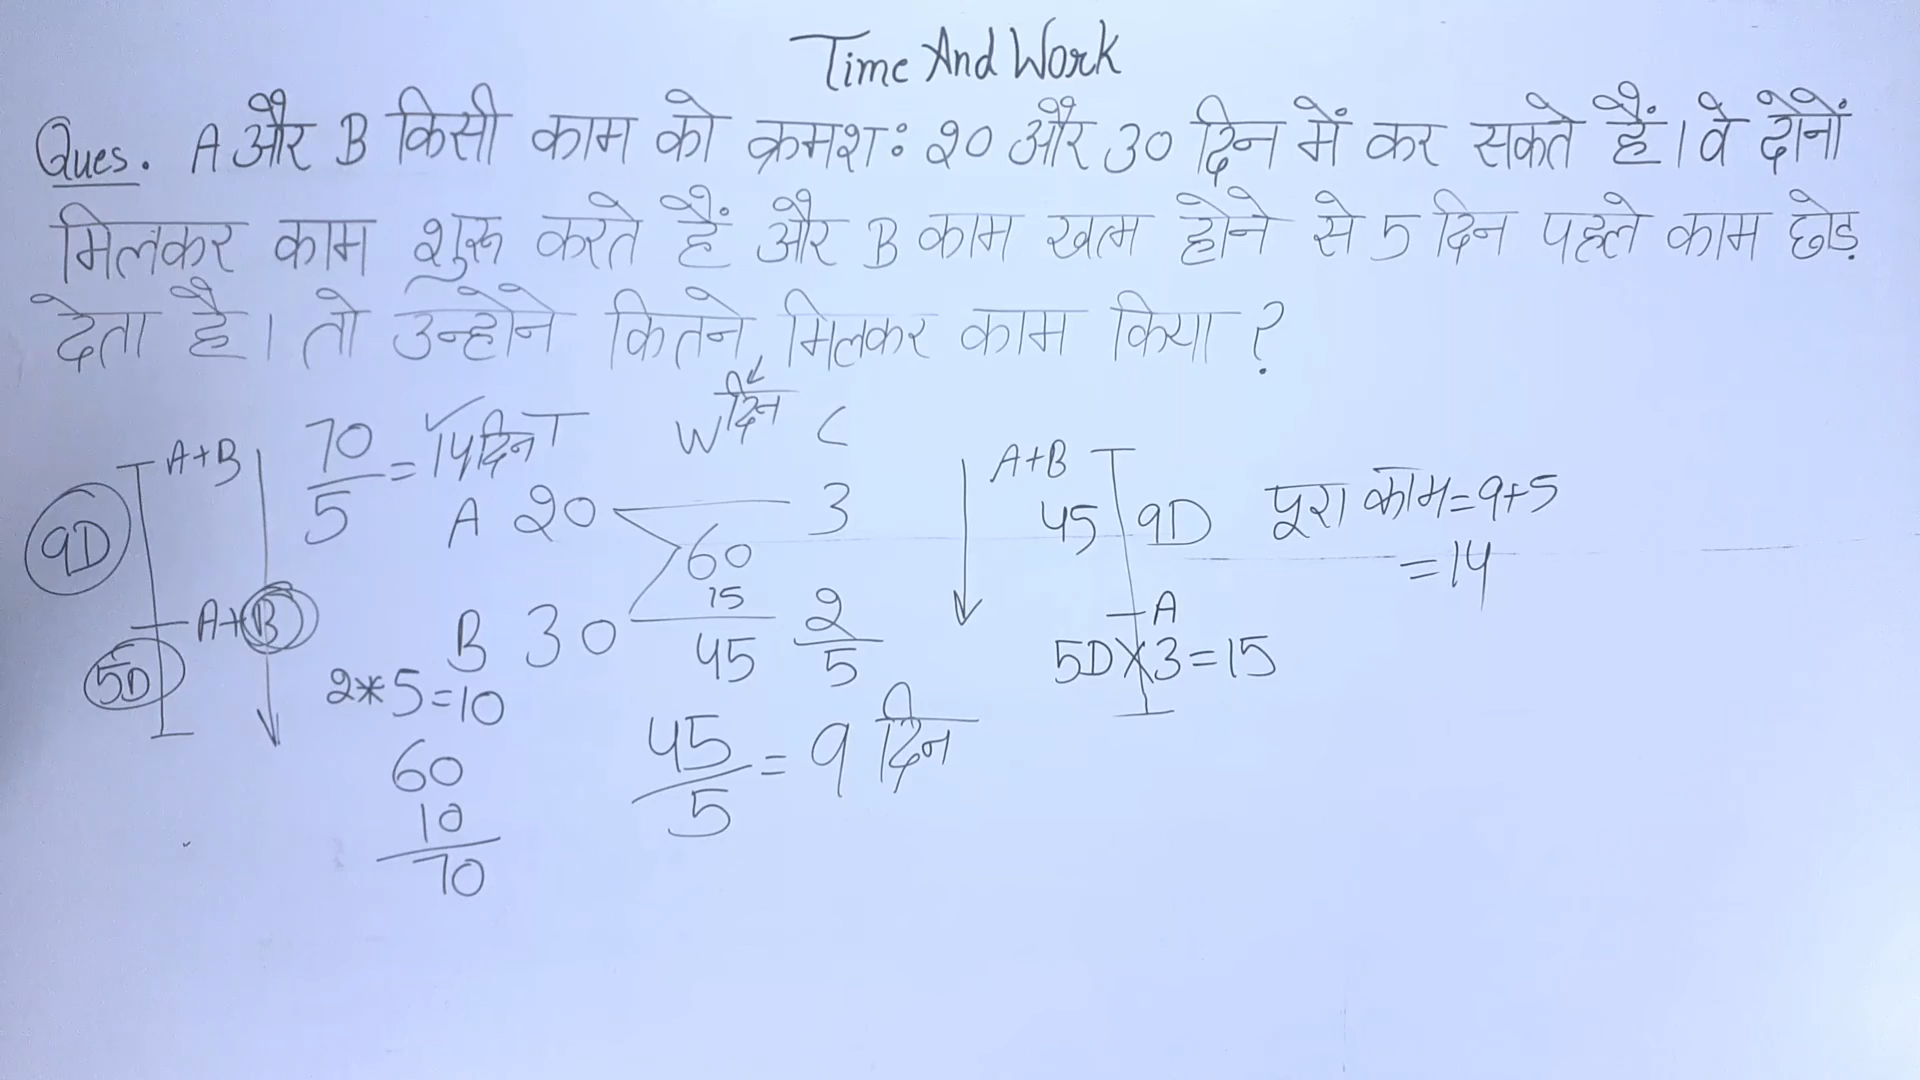 Time And Work
Ques. A और B किसी काम को क्रमशः २० और 30 दिन में कर सकते हैं। वे दोनों
मिलकर काम शुरू करते हैं और B काम खत्म होने से 5 दिन पहले काम छोड़
देता है। तो उन्होने कितने मिलकर काम किया ?
दिन
A+B
9D
A+B
5D
70/5 = 14 दिन
2*5=10
60
10
70
W T C
A २0 3
60
15
B 30 45 2
5
45/5 = 9 दिन
A+B
45 9D
A
5D×3=15
पूरा काम=9+5
=14